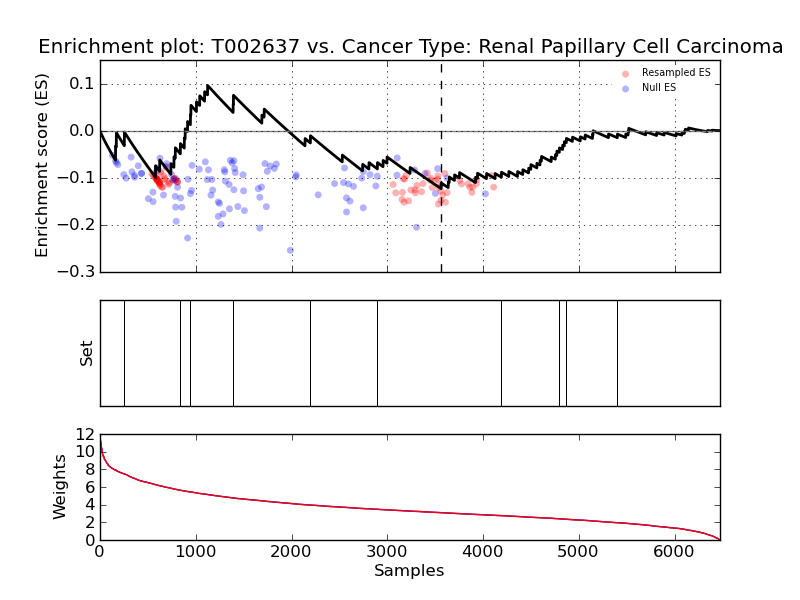 Enrichment plot: T002637 vs. Cancer Type: Renal Papillary Cell Carcinoma
Enrichment score (ES)
0.1
0.0
−0.1
−0.2
−0.3
Resampled ES
Null ES
Set
Weights
12
10
8
6
4
2
0
0 1000 2000 3000 4000 5000 6000
Samples